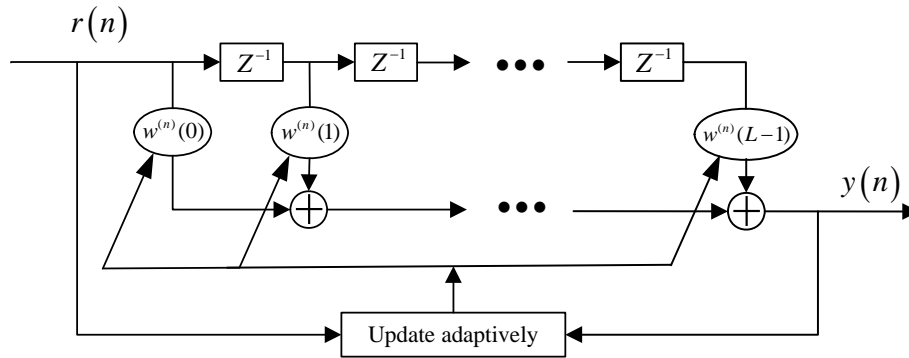 r(n)
Z⁻¹ Z⁻¹ ••• Z⁻¹
w⁽ⁿ⁾(0) w⁽ⁿ⁾(1) w⁽ⁿ⁾(L−1)
••• y(n)
Update adaptively